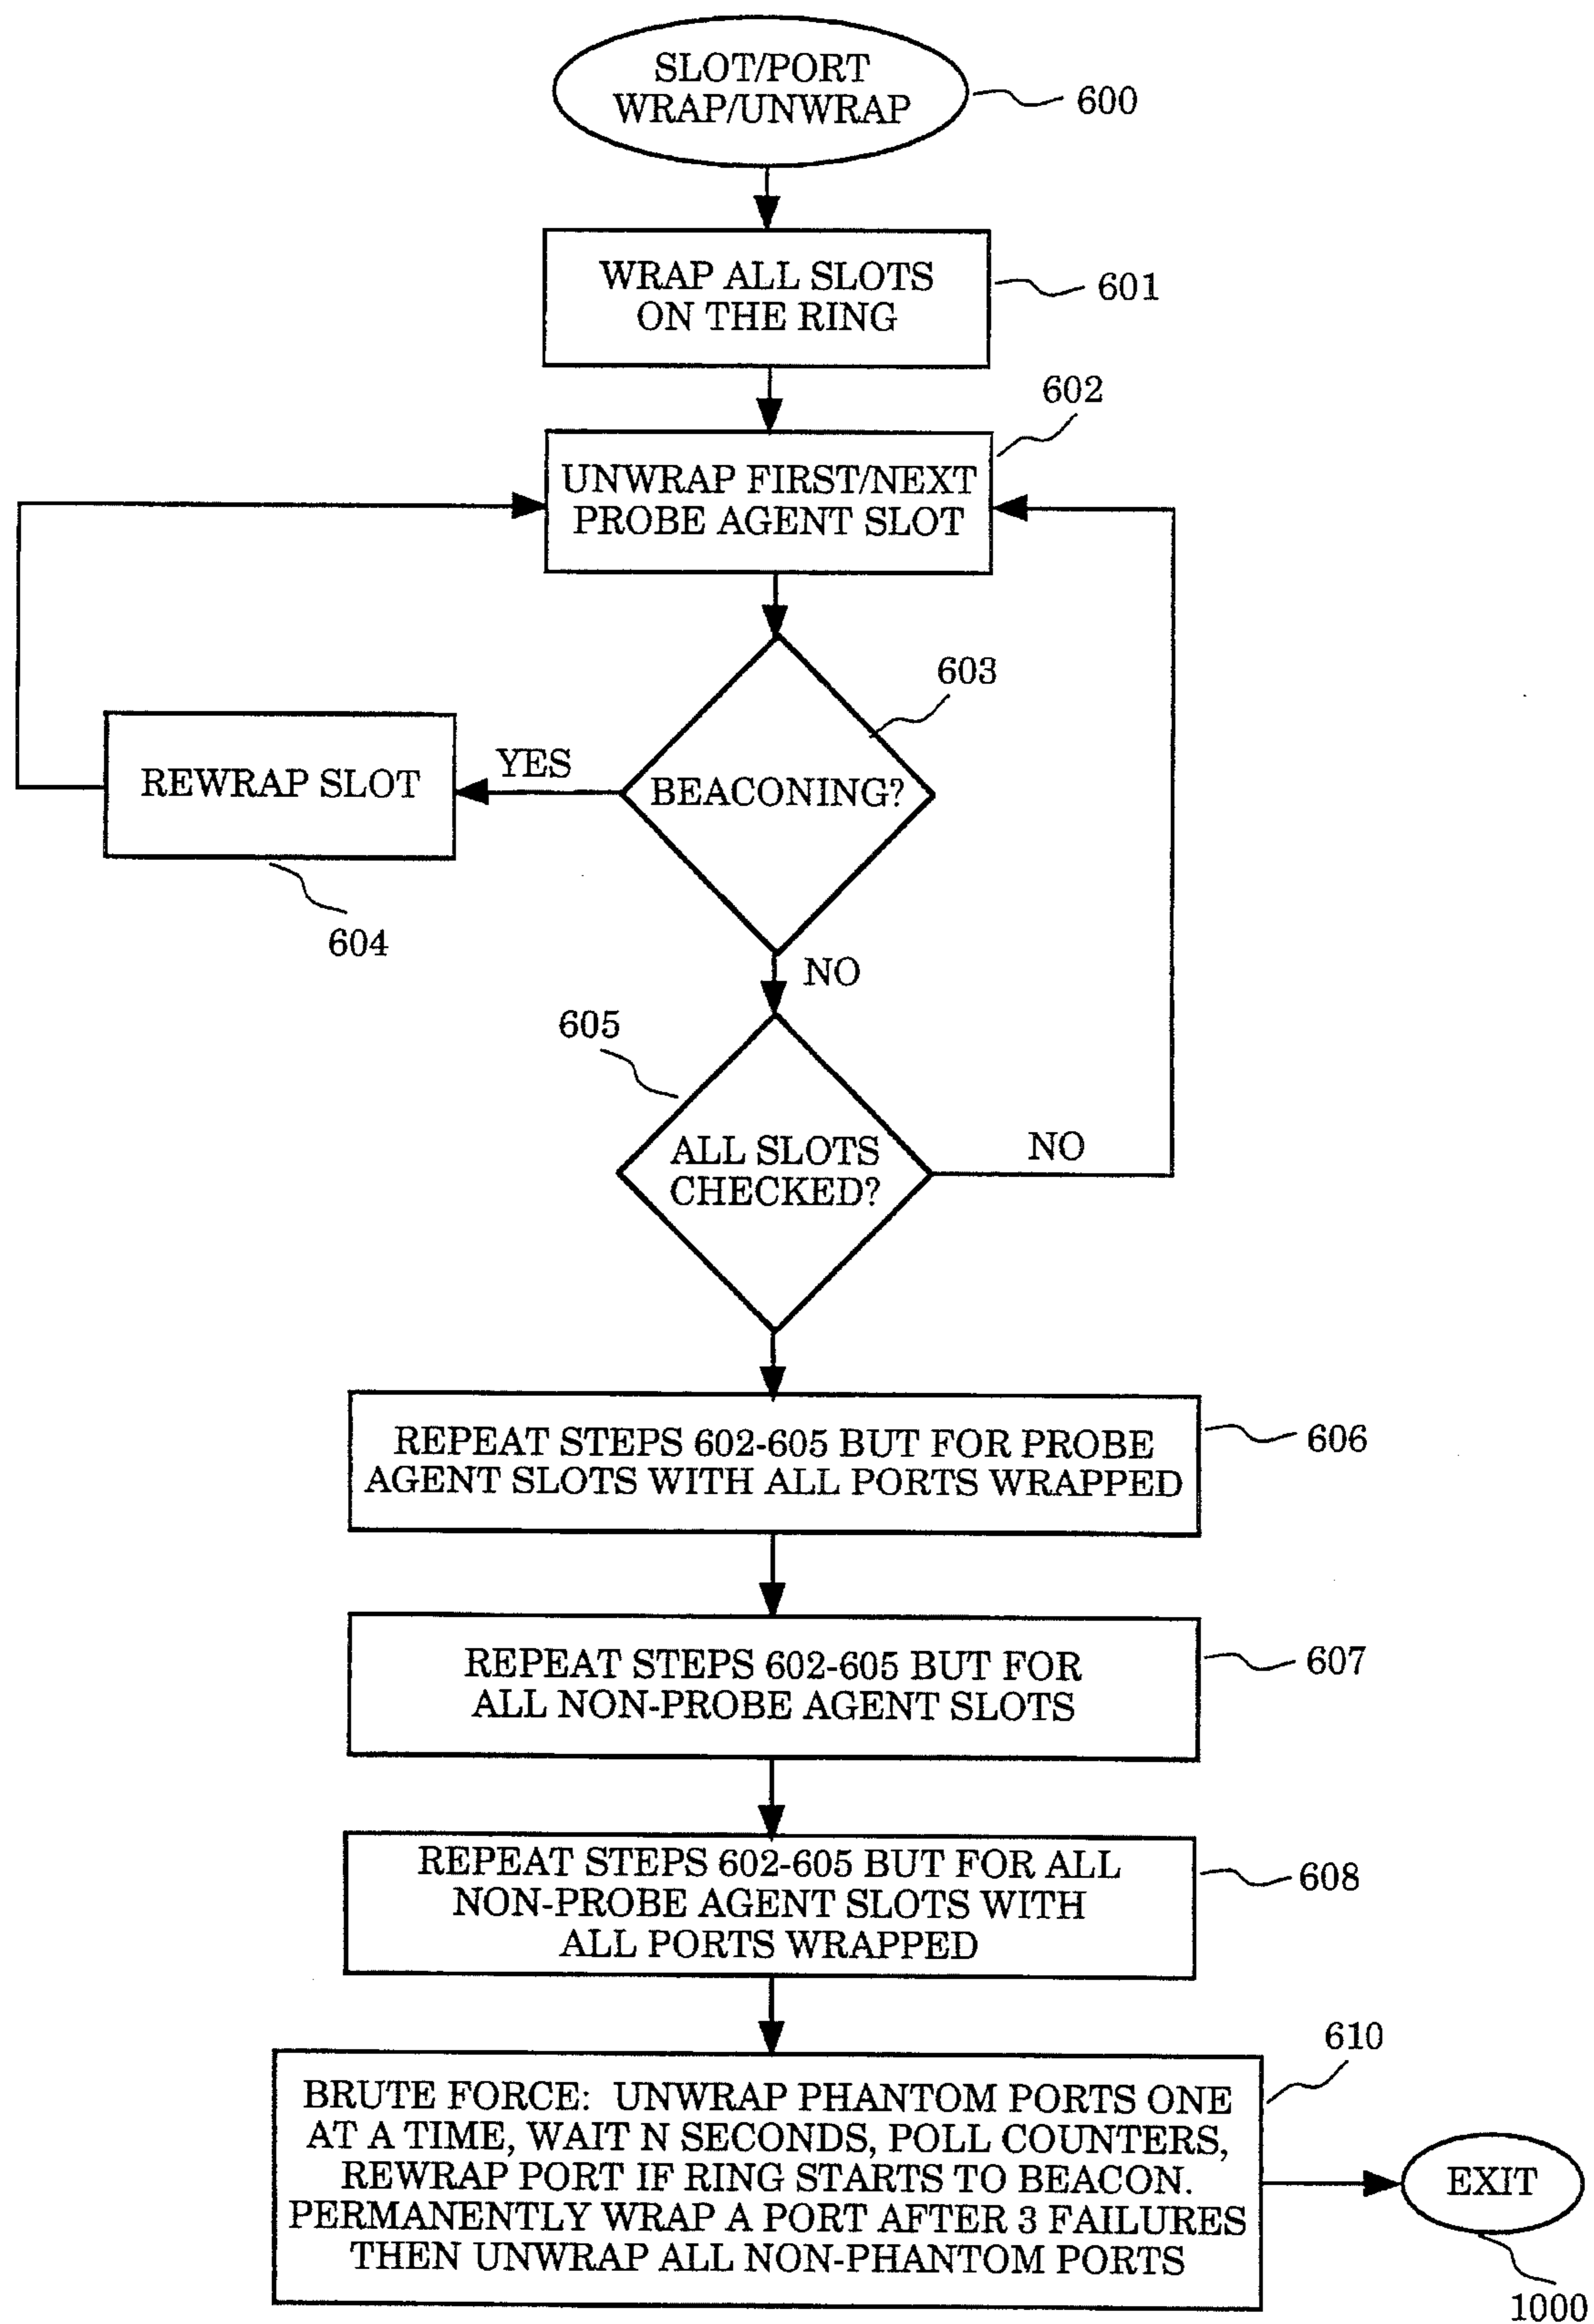 SLOT/PORT
WRAP/UNWRAP
600
WRAP ALL SLOTS
ON THE RING
601
602
UNWRAP FIRST/NEXT
PROBE AGENT SLOT
603
BEACONING?
YES
REWRAP SLOT
604
NO
605
ALL SLOTS
CHECKED?
NO
REPEAT STEPS 602-605 BUT FOR PROBE
AGENT SLOTS WITH ALL PORTS WRAPPED
606
REPEAT STEPS 602-605 BUT FOR
ALL NON-PROBE AGENT SLOTS
607
REPEAT STEPS 602-605 BUT FOR ALL
NON-PROBE AGENT SLOTS WITH
ALL PORTS WRAPPED
608
610
BRUTE FORCE: UNWRAP PHANTOM PORTS ONE
AT A TIME, WAIT N SECONDS, POLL COUNTERS,
REWRAP PORT IF RING STARTS TO BEACON.
PERMANENTLY WRAP A PORT AFTER 3 FAILURES
THEN UNWRAP ALL NON-PHANTOM PORTS
EXIT
1000